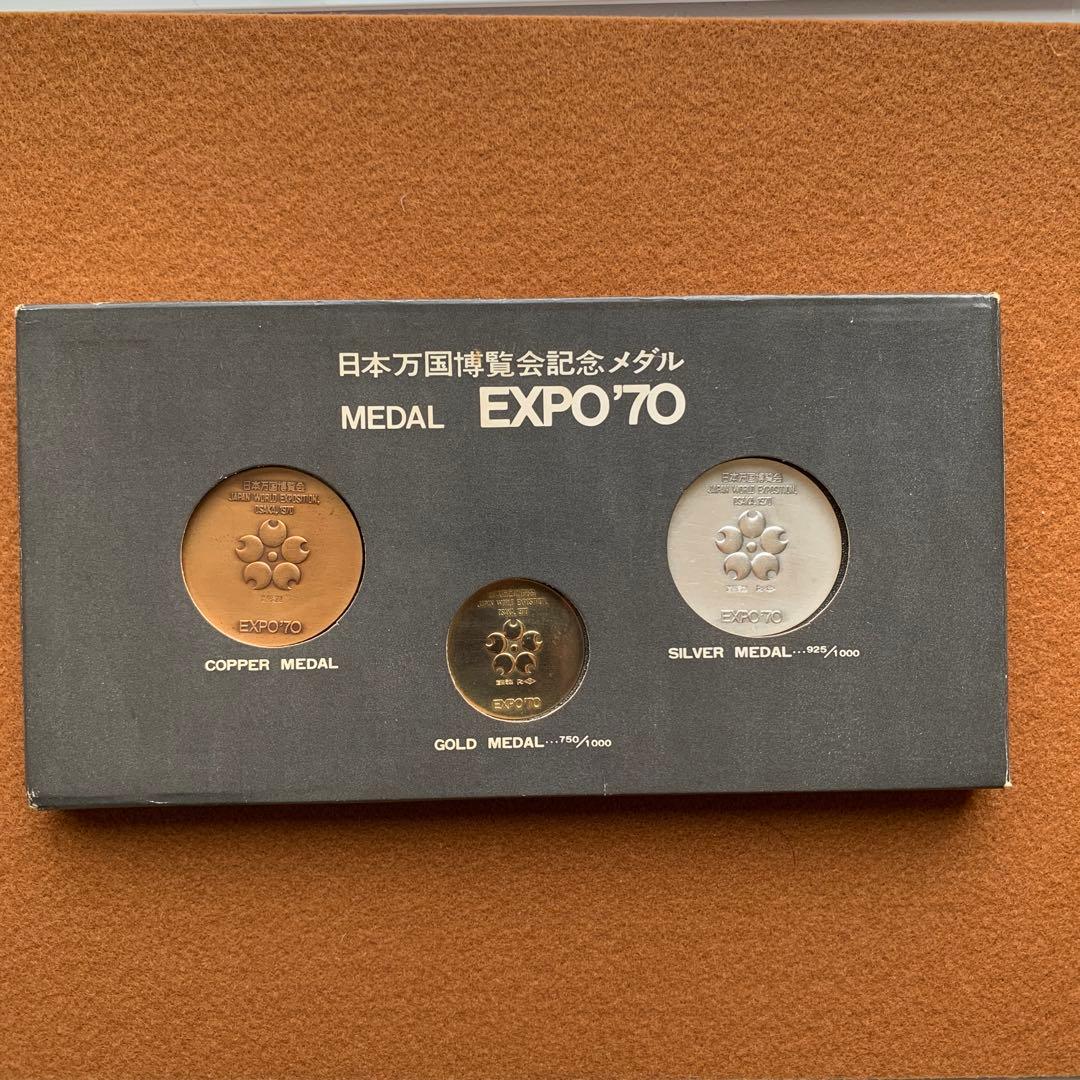 日本万国博覧会記念メダル
MEDAL EXPO'70
日本万国博覧会
JAPAN WORLD EXPOSITION,
OSAKA, 1970
EXPO'70
COPPER MEDAL
JAPAN WORLD EXPOSITION,
OSAKA, 1970
EXPO'70
GOLD MEDAL...750/1000
日本万国博覧会
JAPAN WORLD EXPOSITION,
OSAKA, 1970
EXPO'70
SILVER MEDAL...925/1000